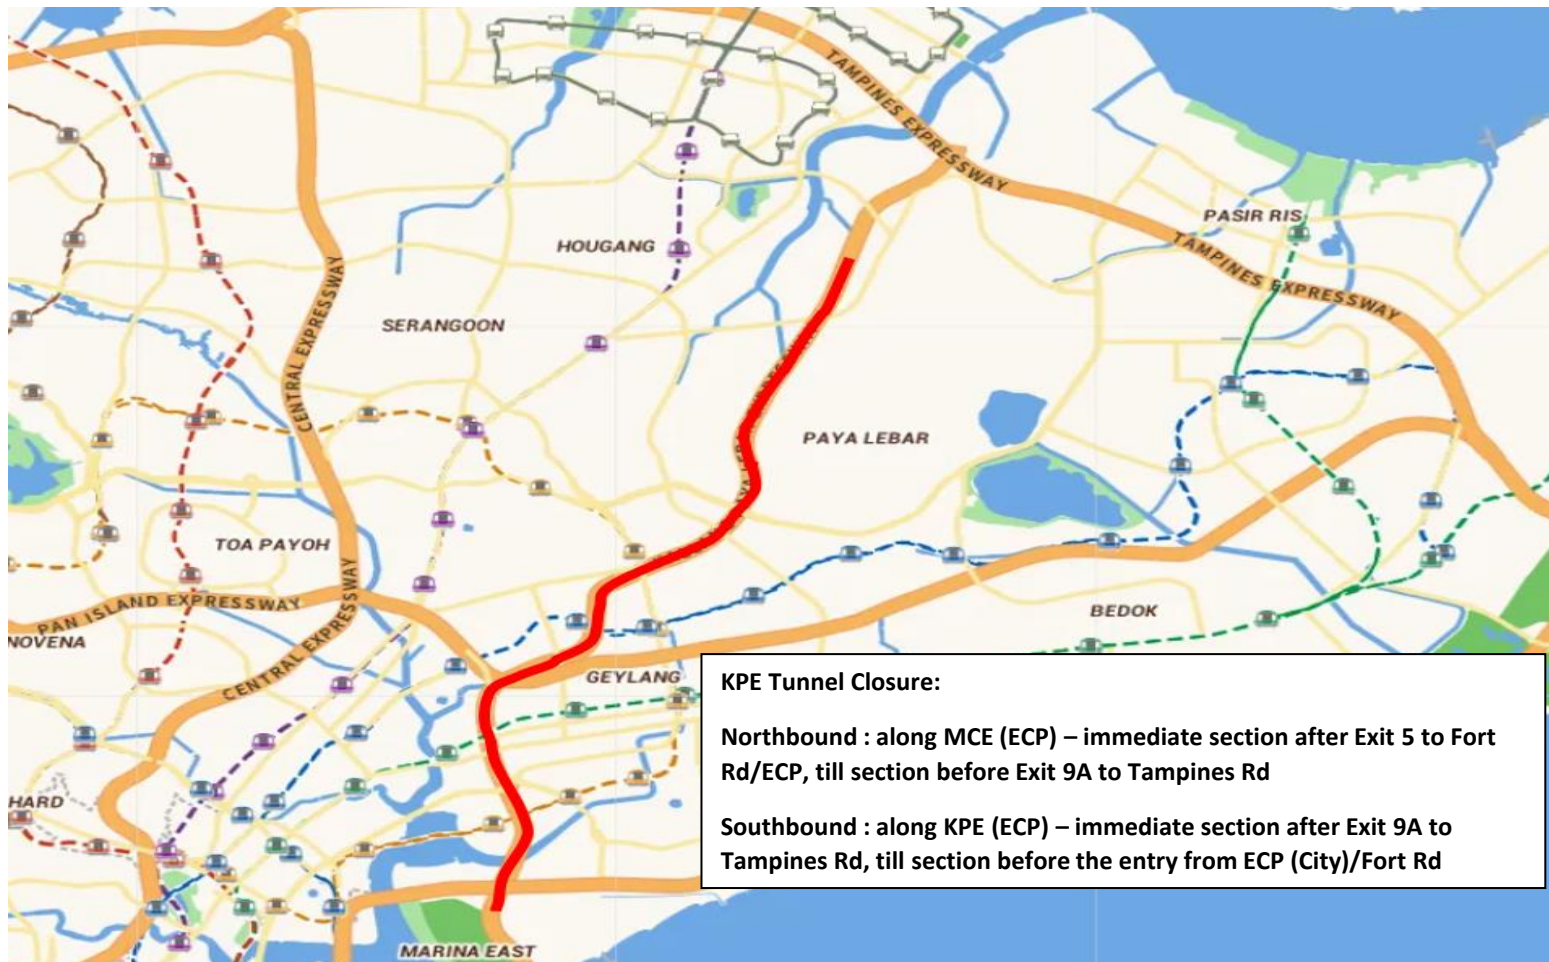 TAMPINES EXPRESSWAY
PASIR RIS
TAMPINES EXPRESSWAY
HOUGANG
CENTRAL EXPRESSWAY
SERANGOON
PAYA LEBAR
TOA PAYOH
PAN ISLAND EXPRESSWAY
NOVENA
CENTRAL EXPRESSWAY
BEDOK
GEYLANG
HARD
MARINA EAST
KPE Tunnel Closure:
Northbound : along MCE (ECP) – immediate section after Exit 5 to Fort
Rd/ECP, till section before Exit 9A to Tampines Rd
Southbound : along KPE (ECP) – immediate section after Exit 9A to
Tampines Rd, till section before the entry from ECP (City)/Fort Rd